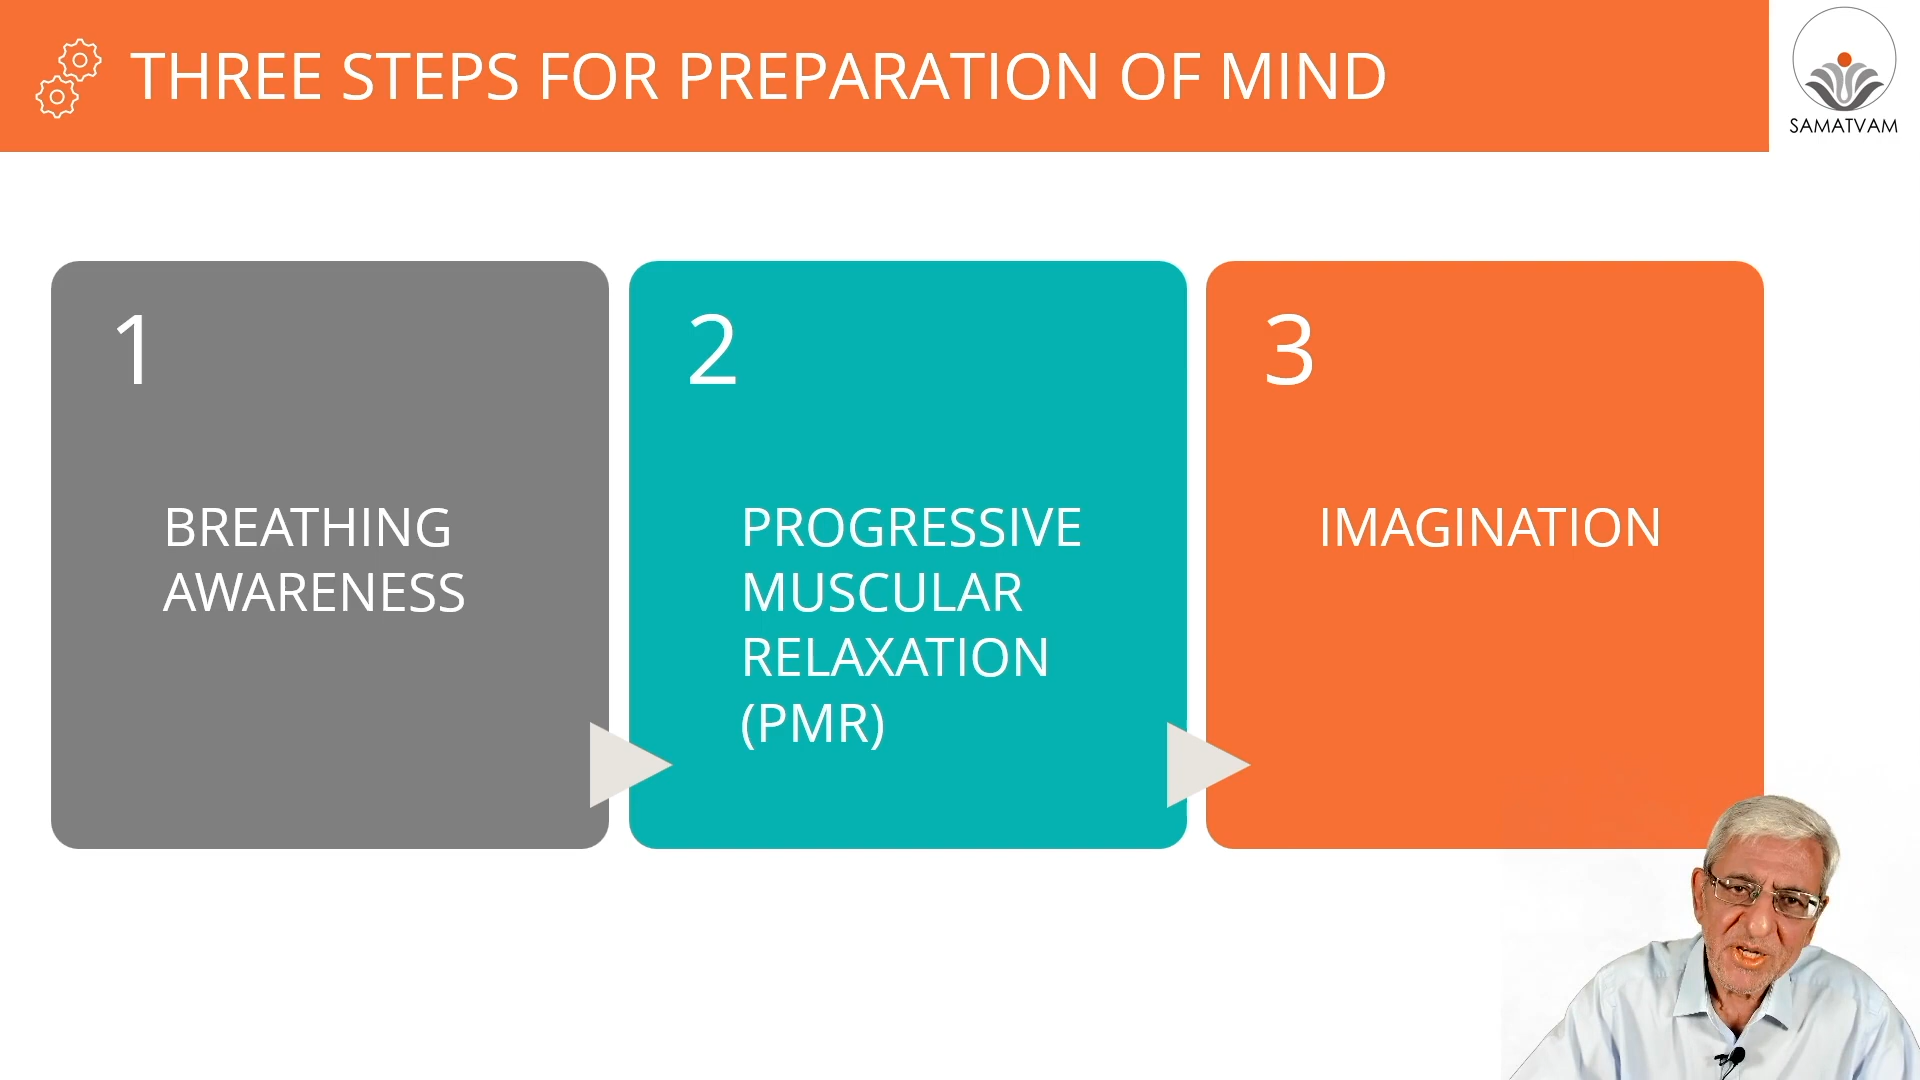 THREE STEPS FOR PREPARATION OF MIND
SAMATVAM
1
BREATHING
AWARENESS
2
PROGRESSIVE
MUSCULAR
RELAXATION
(PMR)
3
IMAGINATION